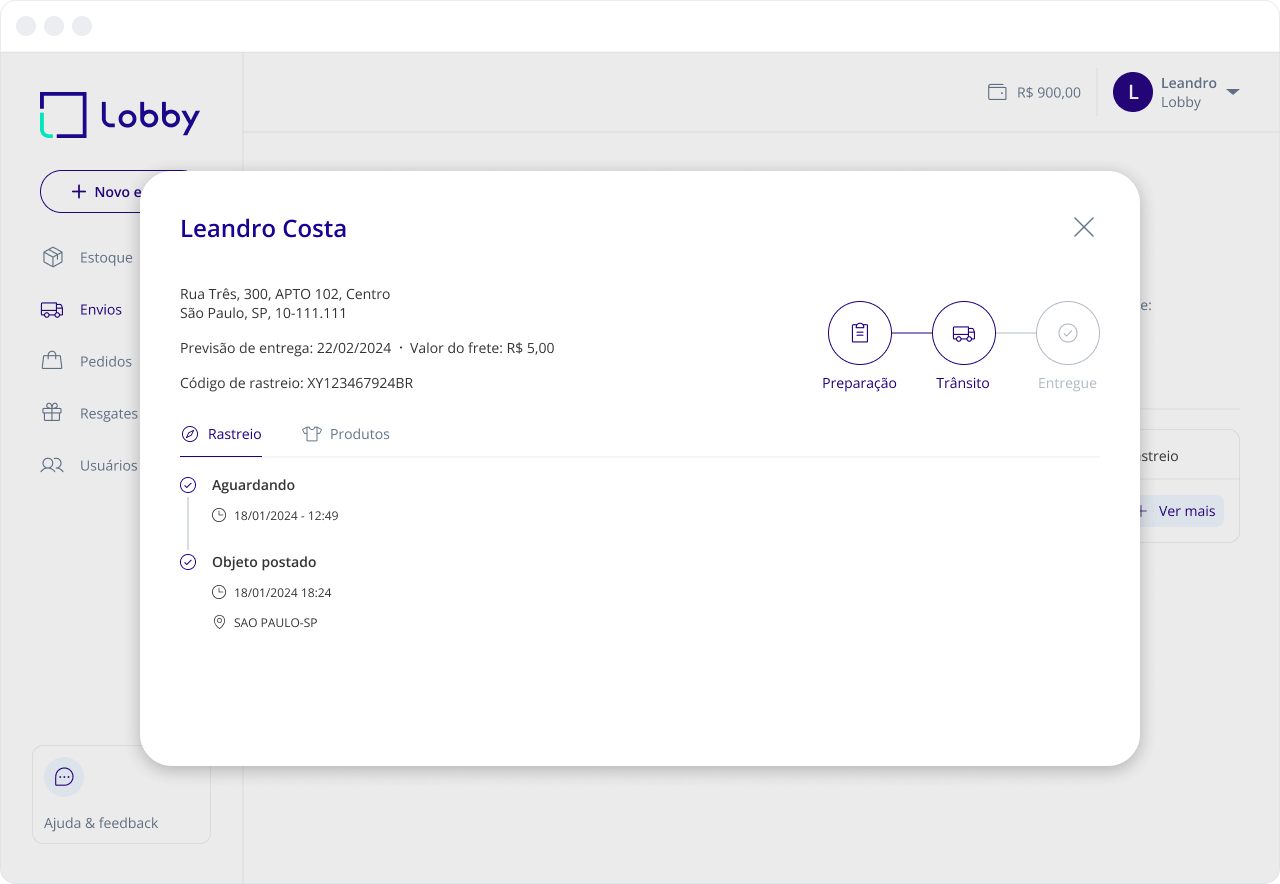 Lobby
R$ 900,00
L
Leandro
Lobby
Novo e
Estoque
Envios
Pedidos
Resgates
Usuários
Ajuda & feedback
Leandro Costa
Rua Três, 300, APTO 102, Centro
São Paulo, SP, 10-111.111
Previsão de entrega: 22/02/2024 · Valor do frete: R$ 5,00
Código de rastreio: XY123467924BR
Preparação
Trânsito
Entregue
Rastreio
Produtos
Aguardando
18/01/2024 - 12:49
Objeto postado
18/01/2024 18:24
SAO PAULO-SP
e:
streio
Ver mais